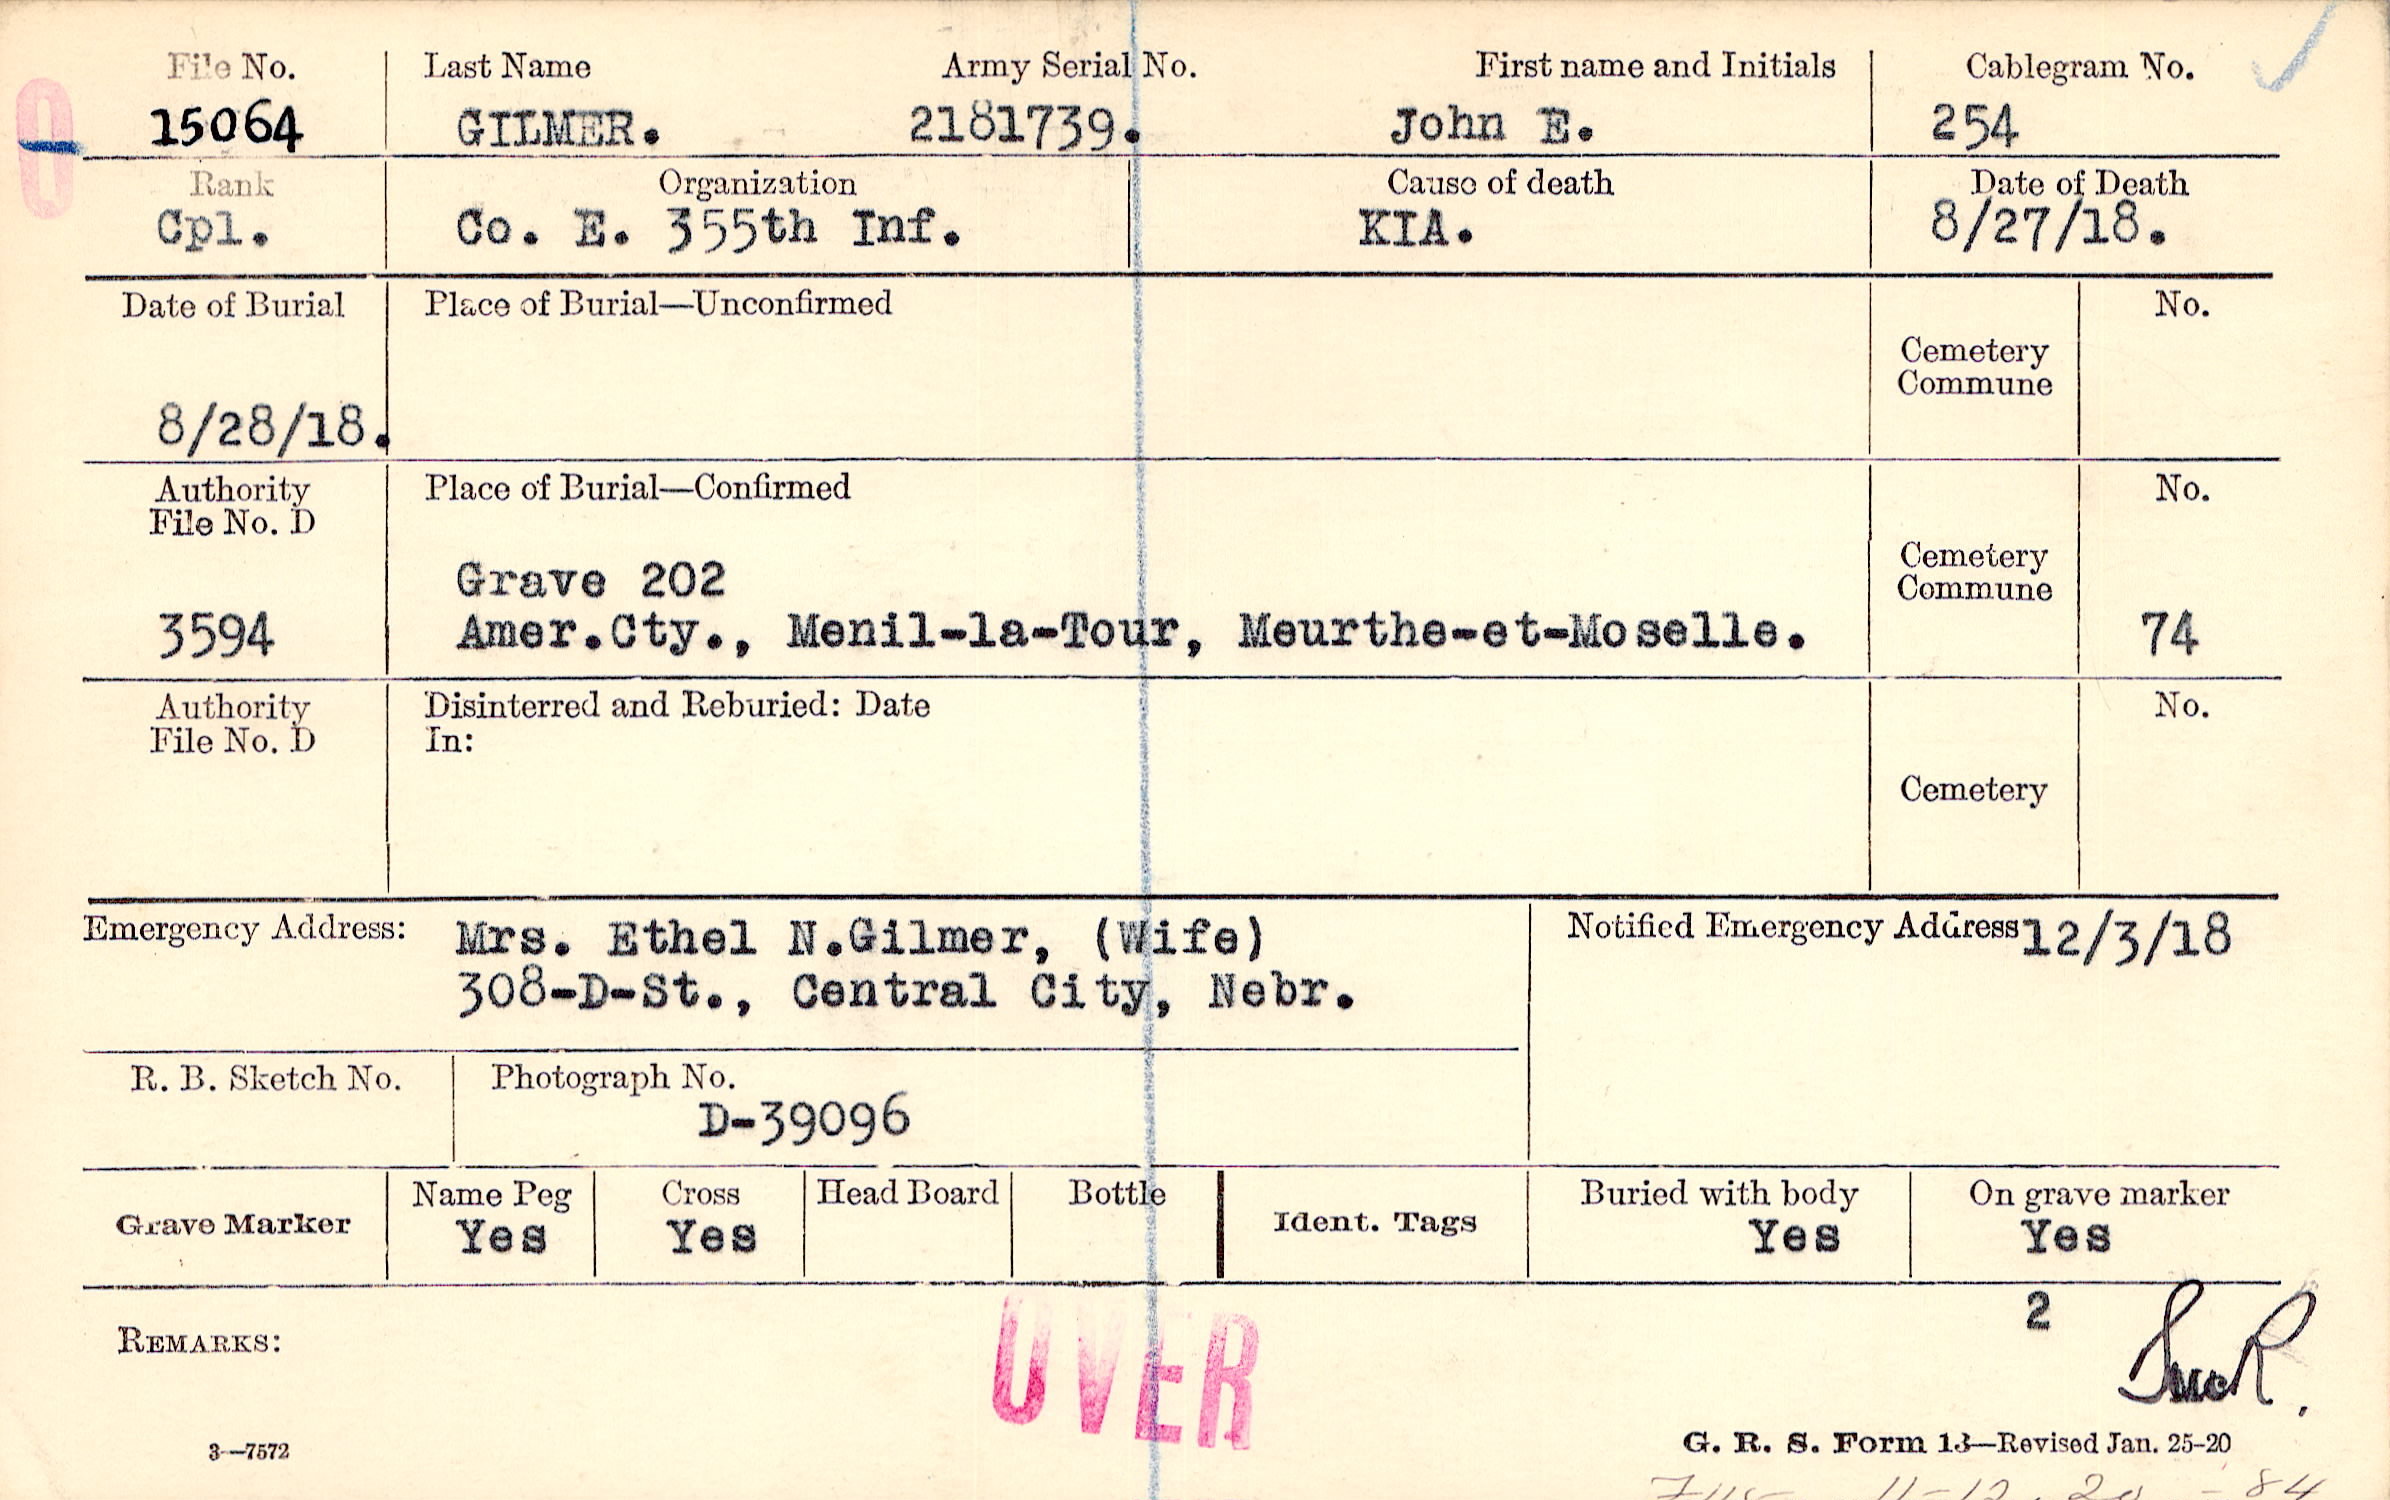 File No. Last Name Army Serial No. First name and Initials Cablegram No.
15064 GILMER. 2181739. John E. 254
Rank Organization Cause of death Date of Death
Cpl. Co. E. 355th Inf. KIA. 8/27/18.
Date of Burial Place of Burial—Unconfirmed No.
Cemetery
Commune
8/28/18.
Authority Place of Burial—Confirmed No.
File No. D
Cemetery
Grave 202 Commune
3594 Amer.Cty., Menil-la-Tour, Meurthe-et-Moselle. 74
Authority Disinterred and Reburied: Date No.
File No. D In:
Cemetery
Emergency Address: Mrs. Ethel N.Gilmer, (Wife) Notified Emergency Address 12/3/18
308-D-St., Central City, Nebr.
R. B. Sketch No. Photograph No.
D-39096
Name Peg Cross Head Board Bottle Buried with body On grave marker
Grave Marker Yes Yes Ident. Tags Yes Yes
2
REMARKS:
OVER
3—7572 G. R. S. Form 13—Revised Jan. 25-20